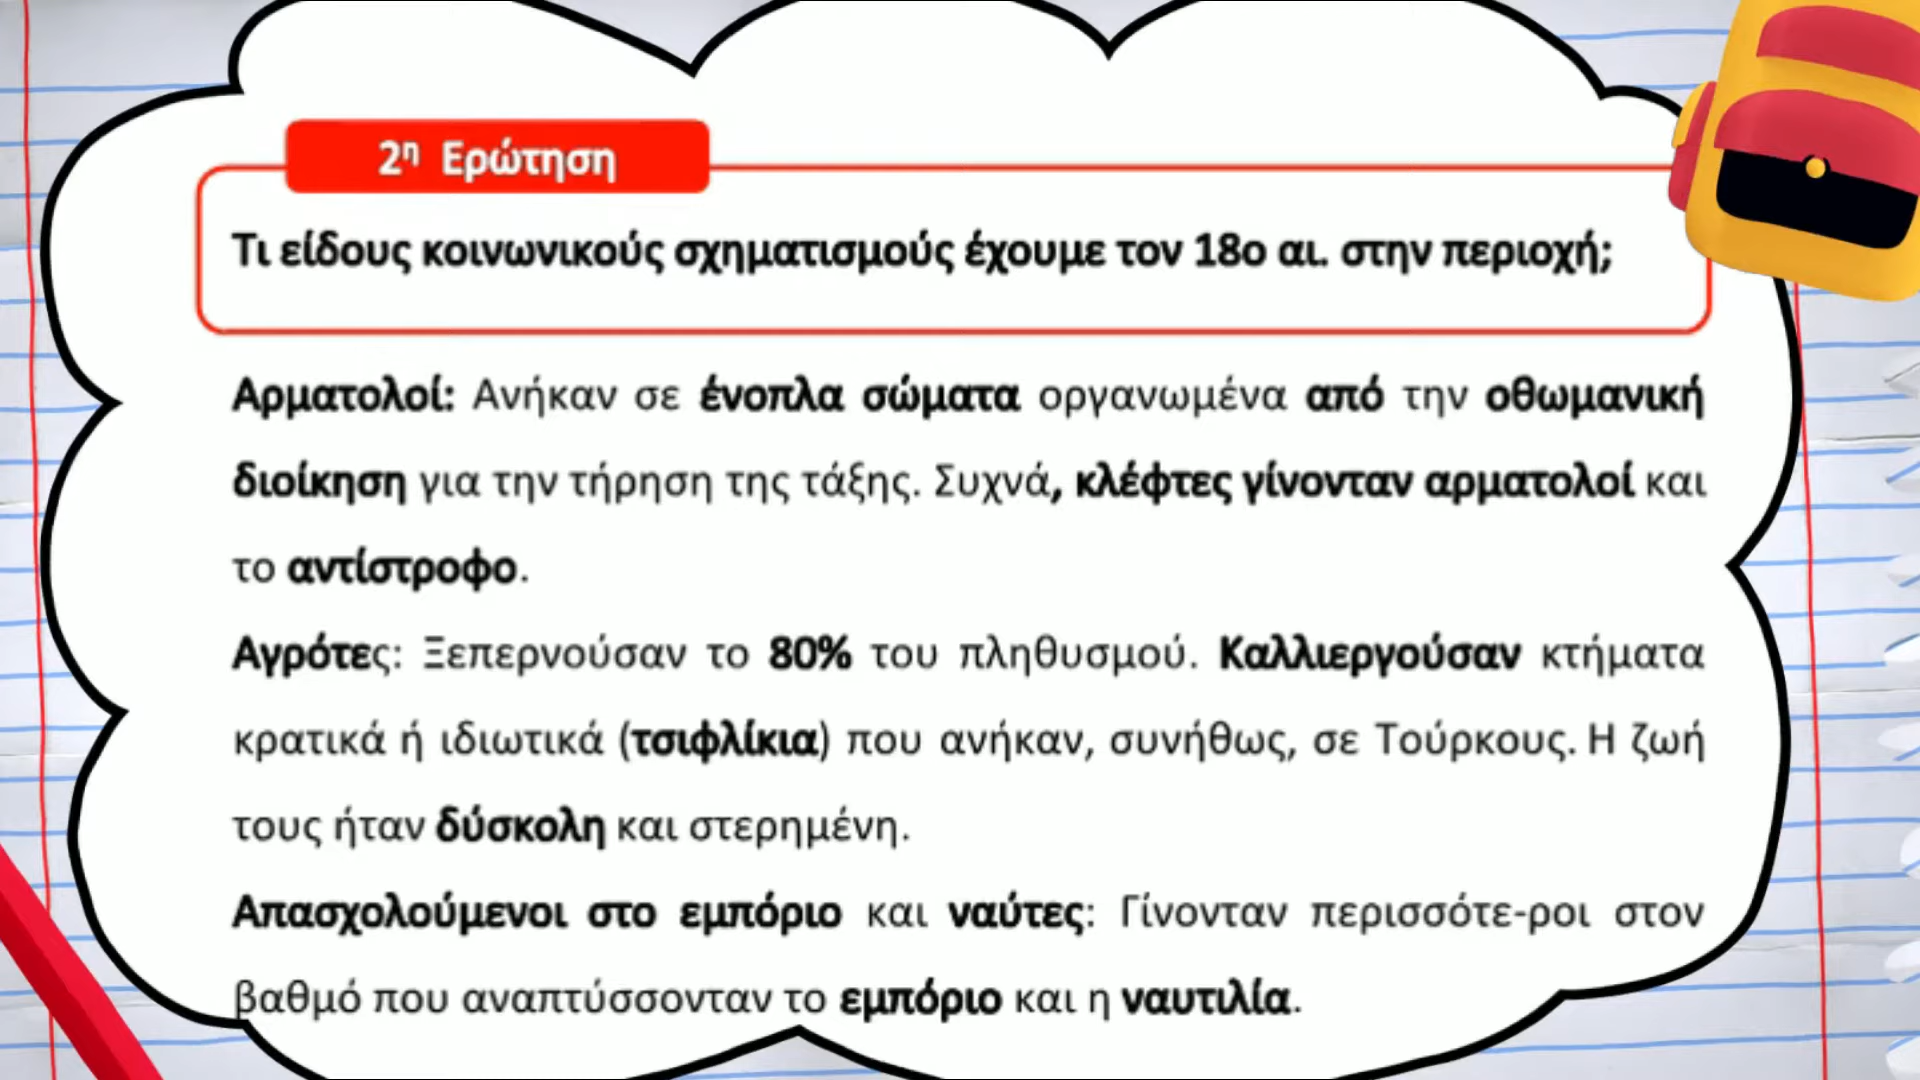 2η Ερώτηση
Τι είδους κοινωνικούς σχηματισμούς έχουμε τον 18ο αι. στην περιοχή;
Αρματολοί: Ανήκαν σε ένοπλα σώματα οργανωμένα από την οθωμανική
διοίκηση για την τήρηση της τάξης. Συχνά, κλέφτες γίνονταν αρματολοί και
το αντίστροφο.
Αγρότες: Ξεπερνούσαν το 80% του πληθυσμού. Καλλιεργούσαν κτήματα
κρατικά ή ιδιωτικά (τσιφλίκια) που ανήκαν, συνήθως, σε Τούρκους. Η ζωή
τους ήταν δύσκολη και στερημένη.
Απασχολούμενοι στο εμπόριο και ναύτες: Γίνονταν περισσότε-ροι στον
βαθμό που αναπτύσσονταν το εμπόριο και η ναυτιλία.